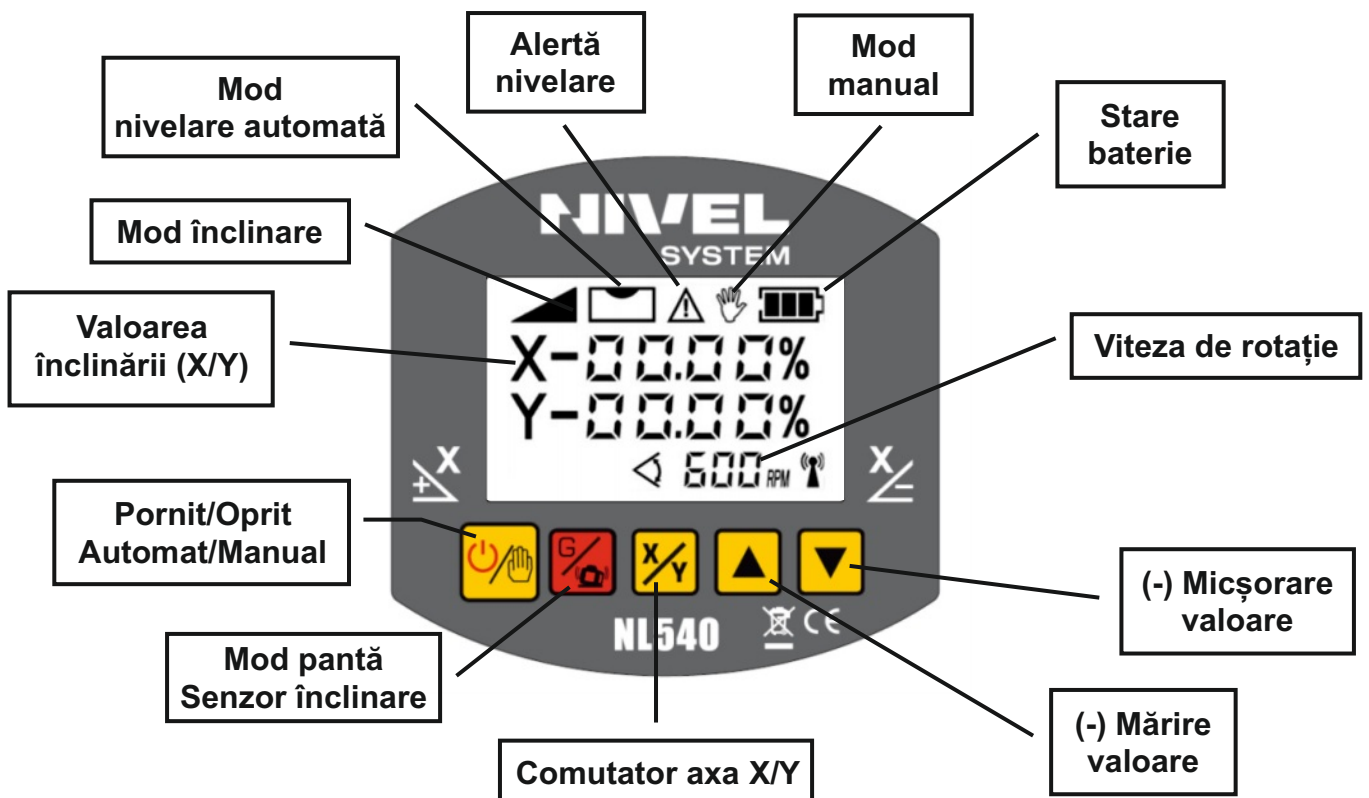 Alertă
nivelare
Mod
manual
Mod
nivelare automată
Stare
baterie
Mod înclinare
NIVEL
SYSTEM
Valoarea
înclinării (X/Y)
X-00.00%
Y-00.00%
Viteza de rotație
600 RPM
+ X
X -
Pornit/Oprit
Automat/Manual
G
X/Y
(-) Micșorare
valoare
NL540
CE
Mod pantă
Senzor înclinare
(-) Mărire
valoare
Comutator axa X/Y